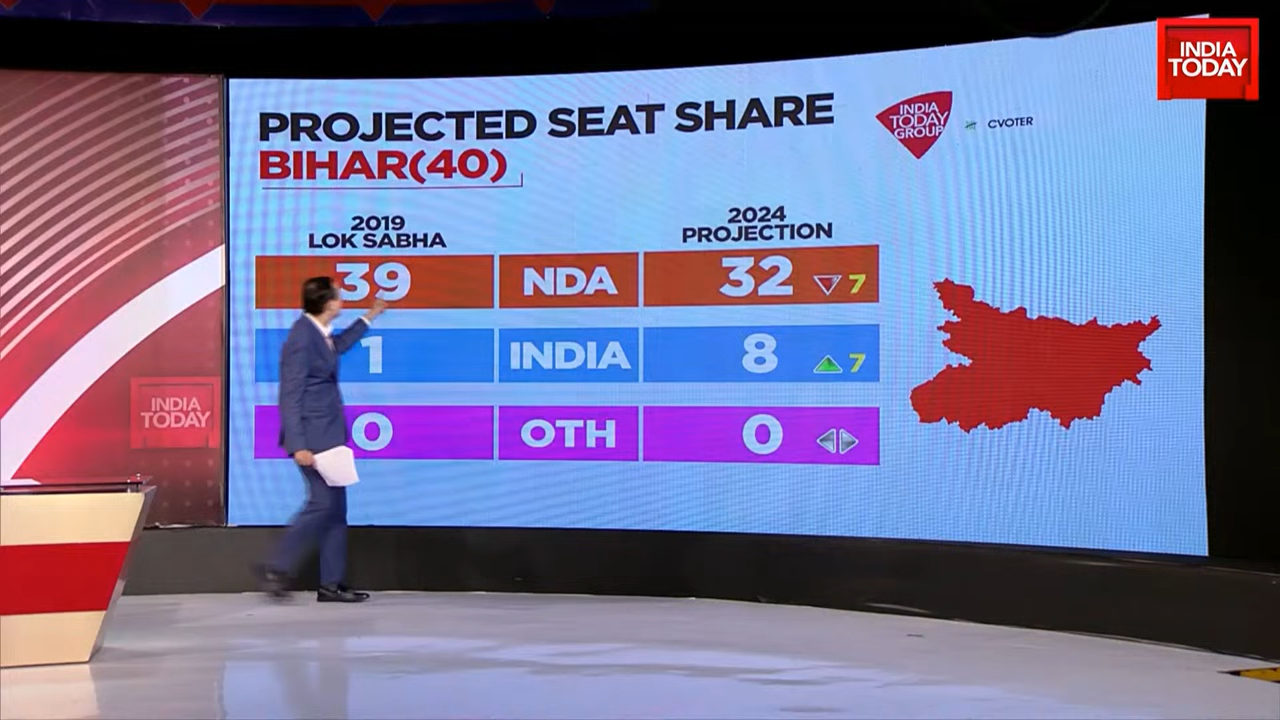 INDIA
TODAY
PROJECTED SEAT SHARE
BIHAR(40)
INDIA
TODAY
GROUP
CVOTER
2019
LOK SABHA
2024
PROJECTION
39 NDA 32 7
1 INDIA 8 7
0 OTH 0
INDIA
TODAY